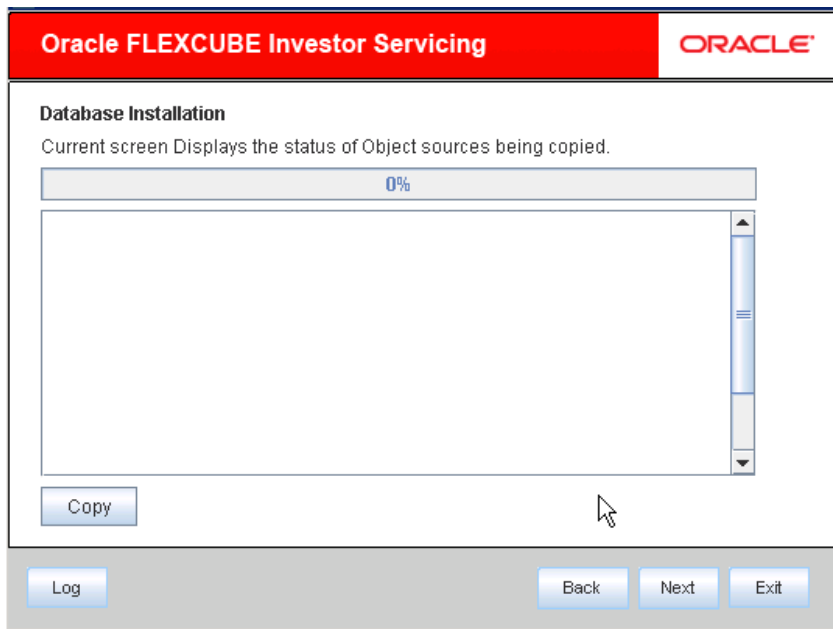 Oracle FLEXCUBE Investor Servicing
ORACLE
Database Installation
Current screen Displays the status of Object sources being copied.
0%
Copy
Log
Back
Next
Exit